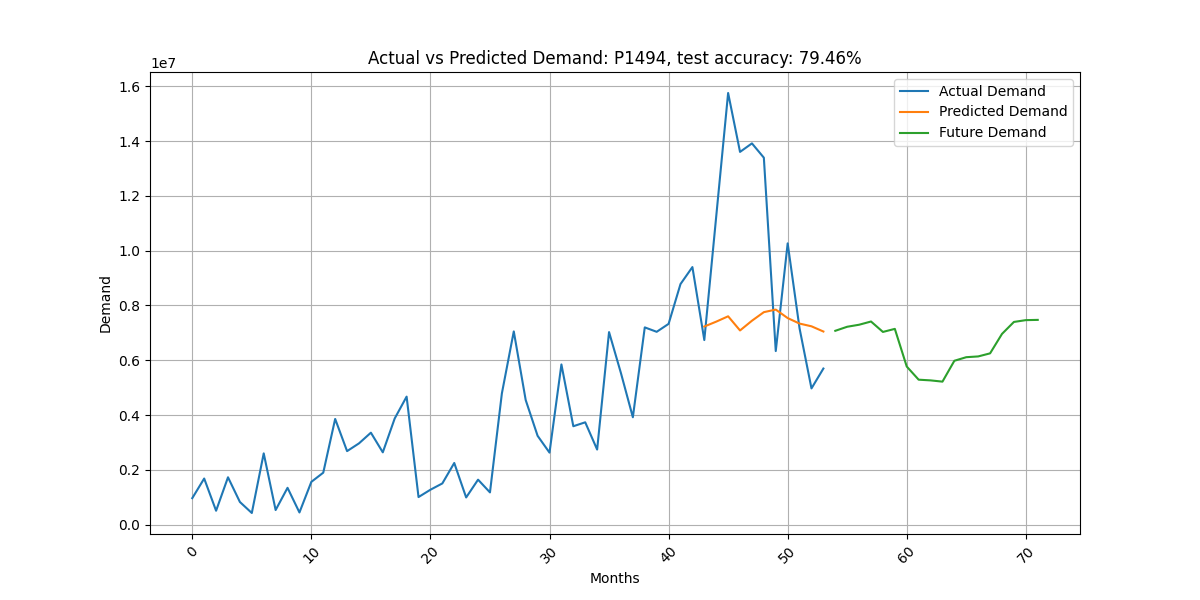 Actual vs Predicted Demand: P1494, test accuracy: 79.46%
1e7
1.6
1.4
1.2
1.0
0.8
0.6
0.4
0.2
0.0
Demand
Actual Demand
Predicted Demand
Future Demand
0
10
20
30
40
50
60
70
Months